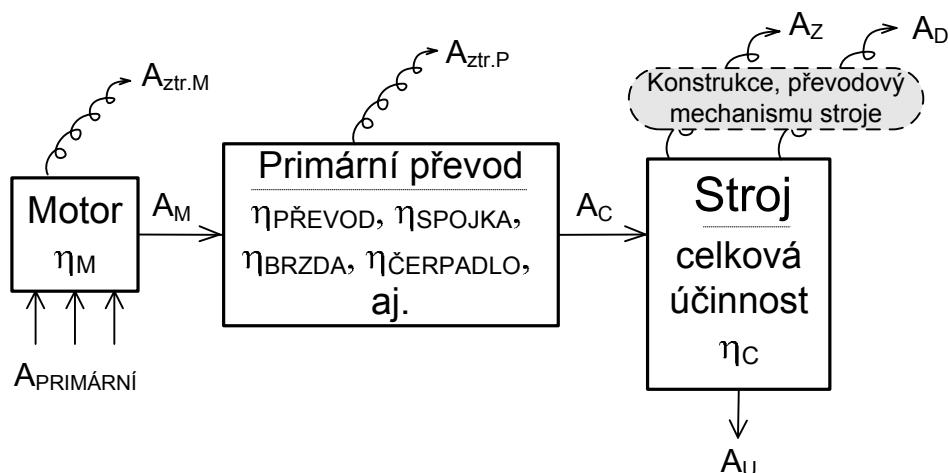 A_ztr.M
A_ztr.P
A_Z
A_D
Konstrukce, převodový
mechanismu stroje
Motor
η_M
A_M
Primární převod
η_PŘEVOD, η_SPOJKA,
η_BRZDA, η_ČERPADLO,
aj.
A_C
Stroj
celková
účinnost
η_C
A_PRIMÁRNÍ
A_U